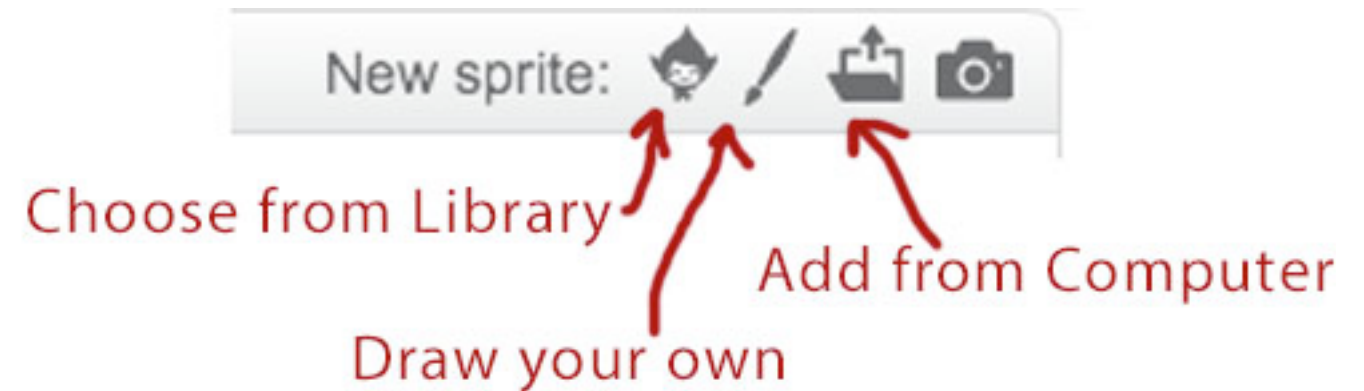 New sprite:
Choose from Library
Add from Computer
Draw your own